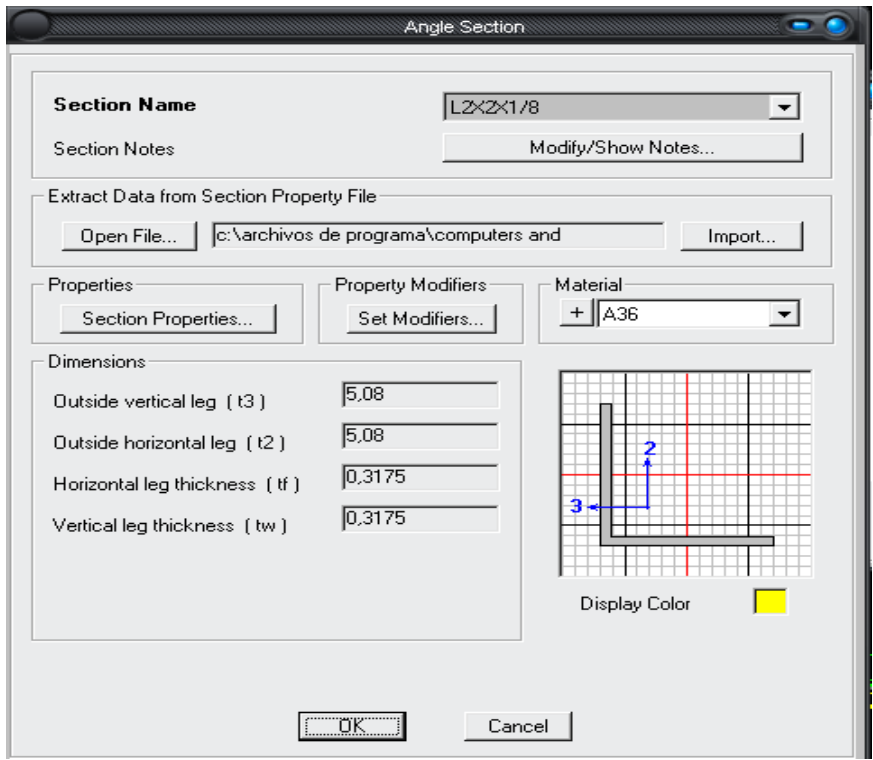 Angle Section
Section Name L2X2X1/8
Section Notes Modify/Show Notes...
Extract Data from Section Property File
Open File... c:\archivos de programa\computers and Import...
Properties Property Modifiers Material
Section Properties... Set Modifiers... + A36
Dimensions
Outside vertical leg ( t3 ) 5,08
Outside horizontal leg ( t2 ) 5,08
Horizontal leg thickness ( tf ) 0,3175
Vertical leg thickness ( tw ) 0,3175
2
3
Display Color
OK Cancel